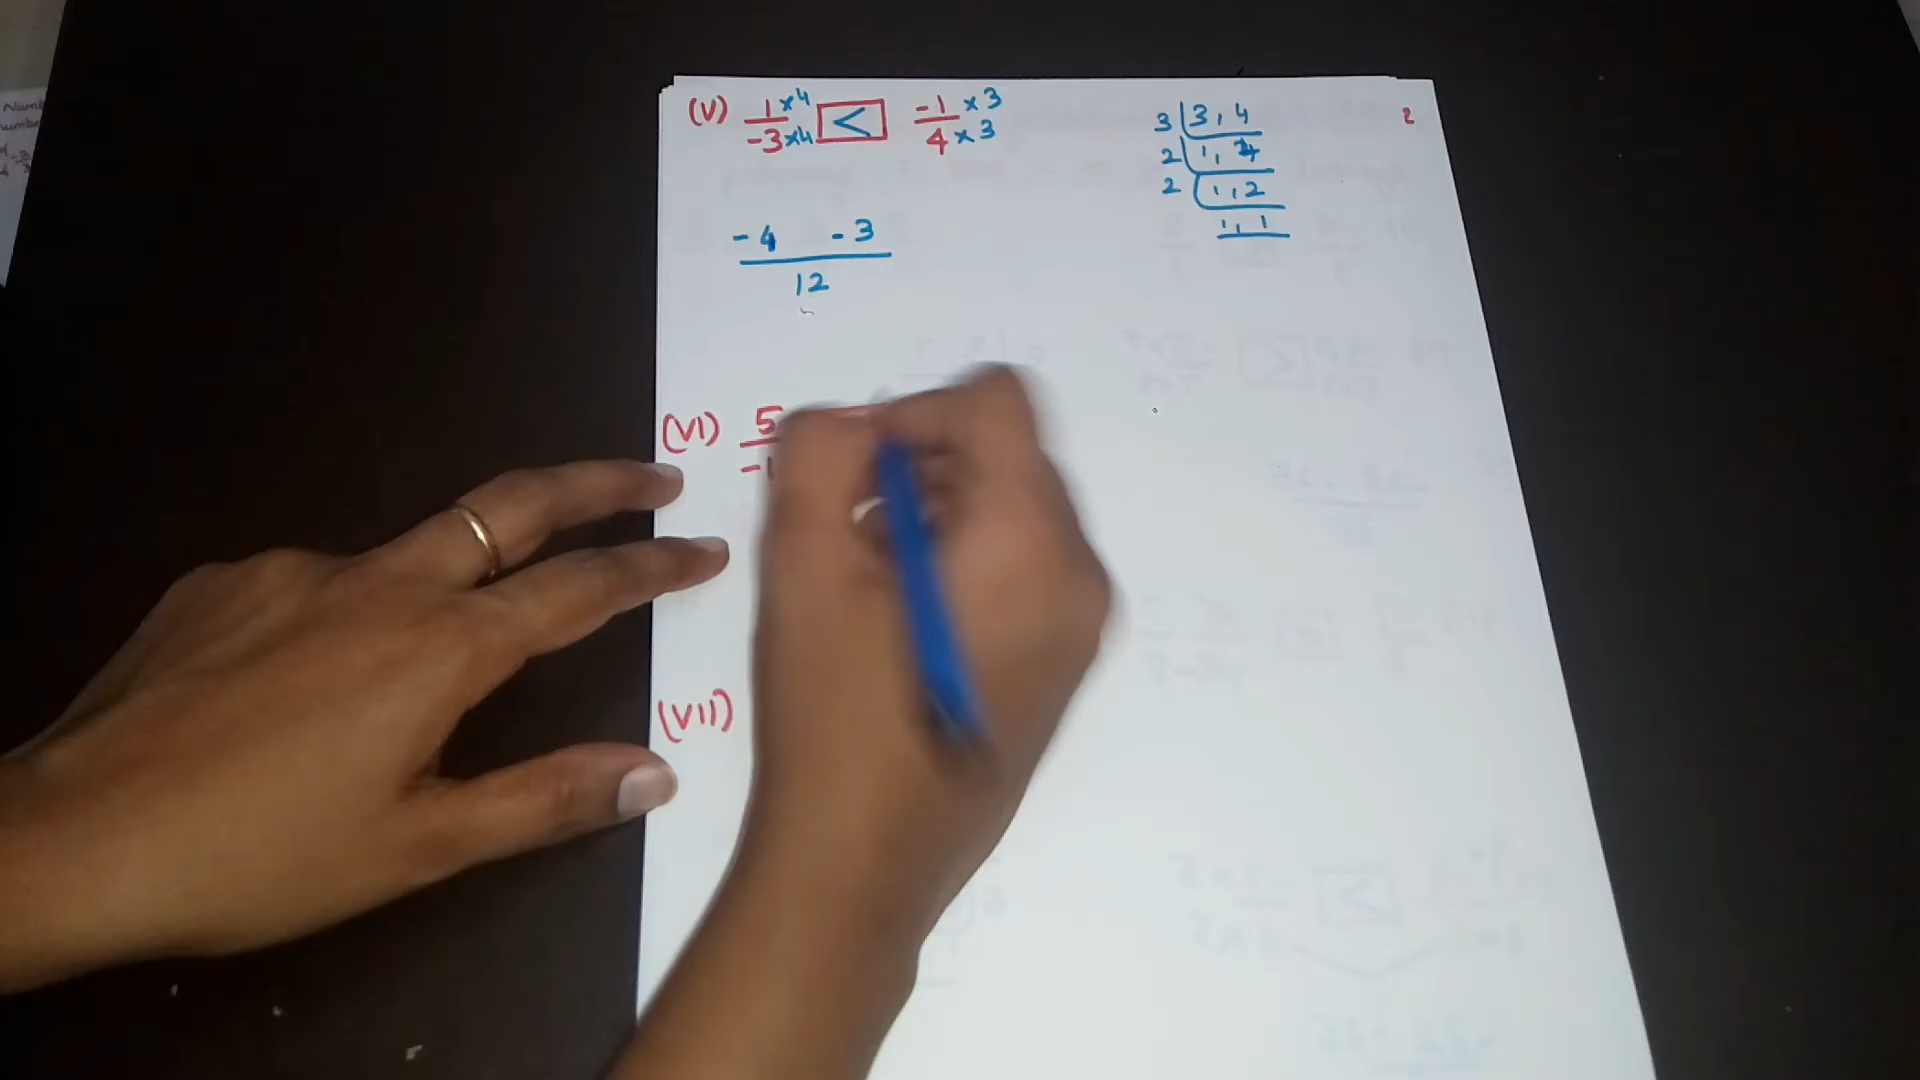 (V) 1×4 / -3×4 < -1×3 / 4×3
3 | 3, 4
2 | 1, 4
2 | 1, 2
1, 1
2
-4 -3
12
(VI) 5
-1
(VII)